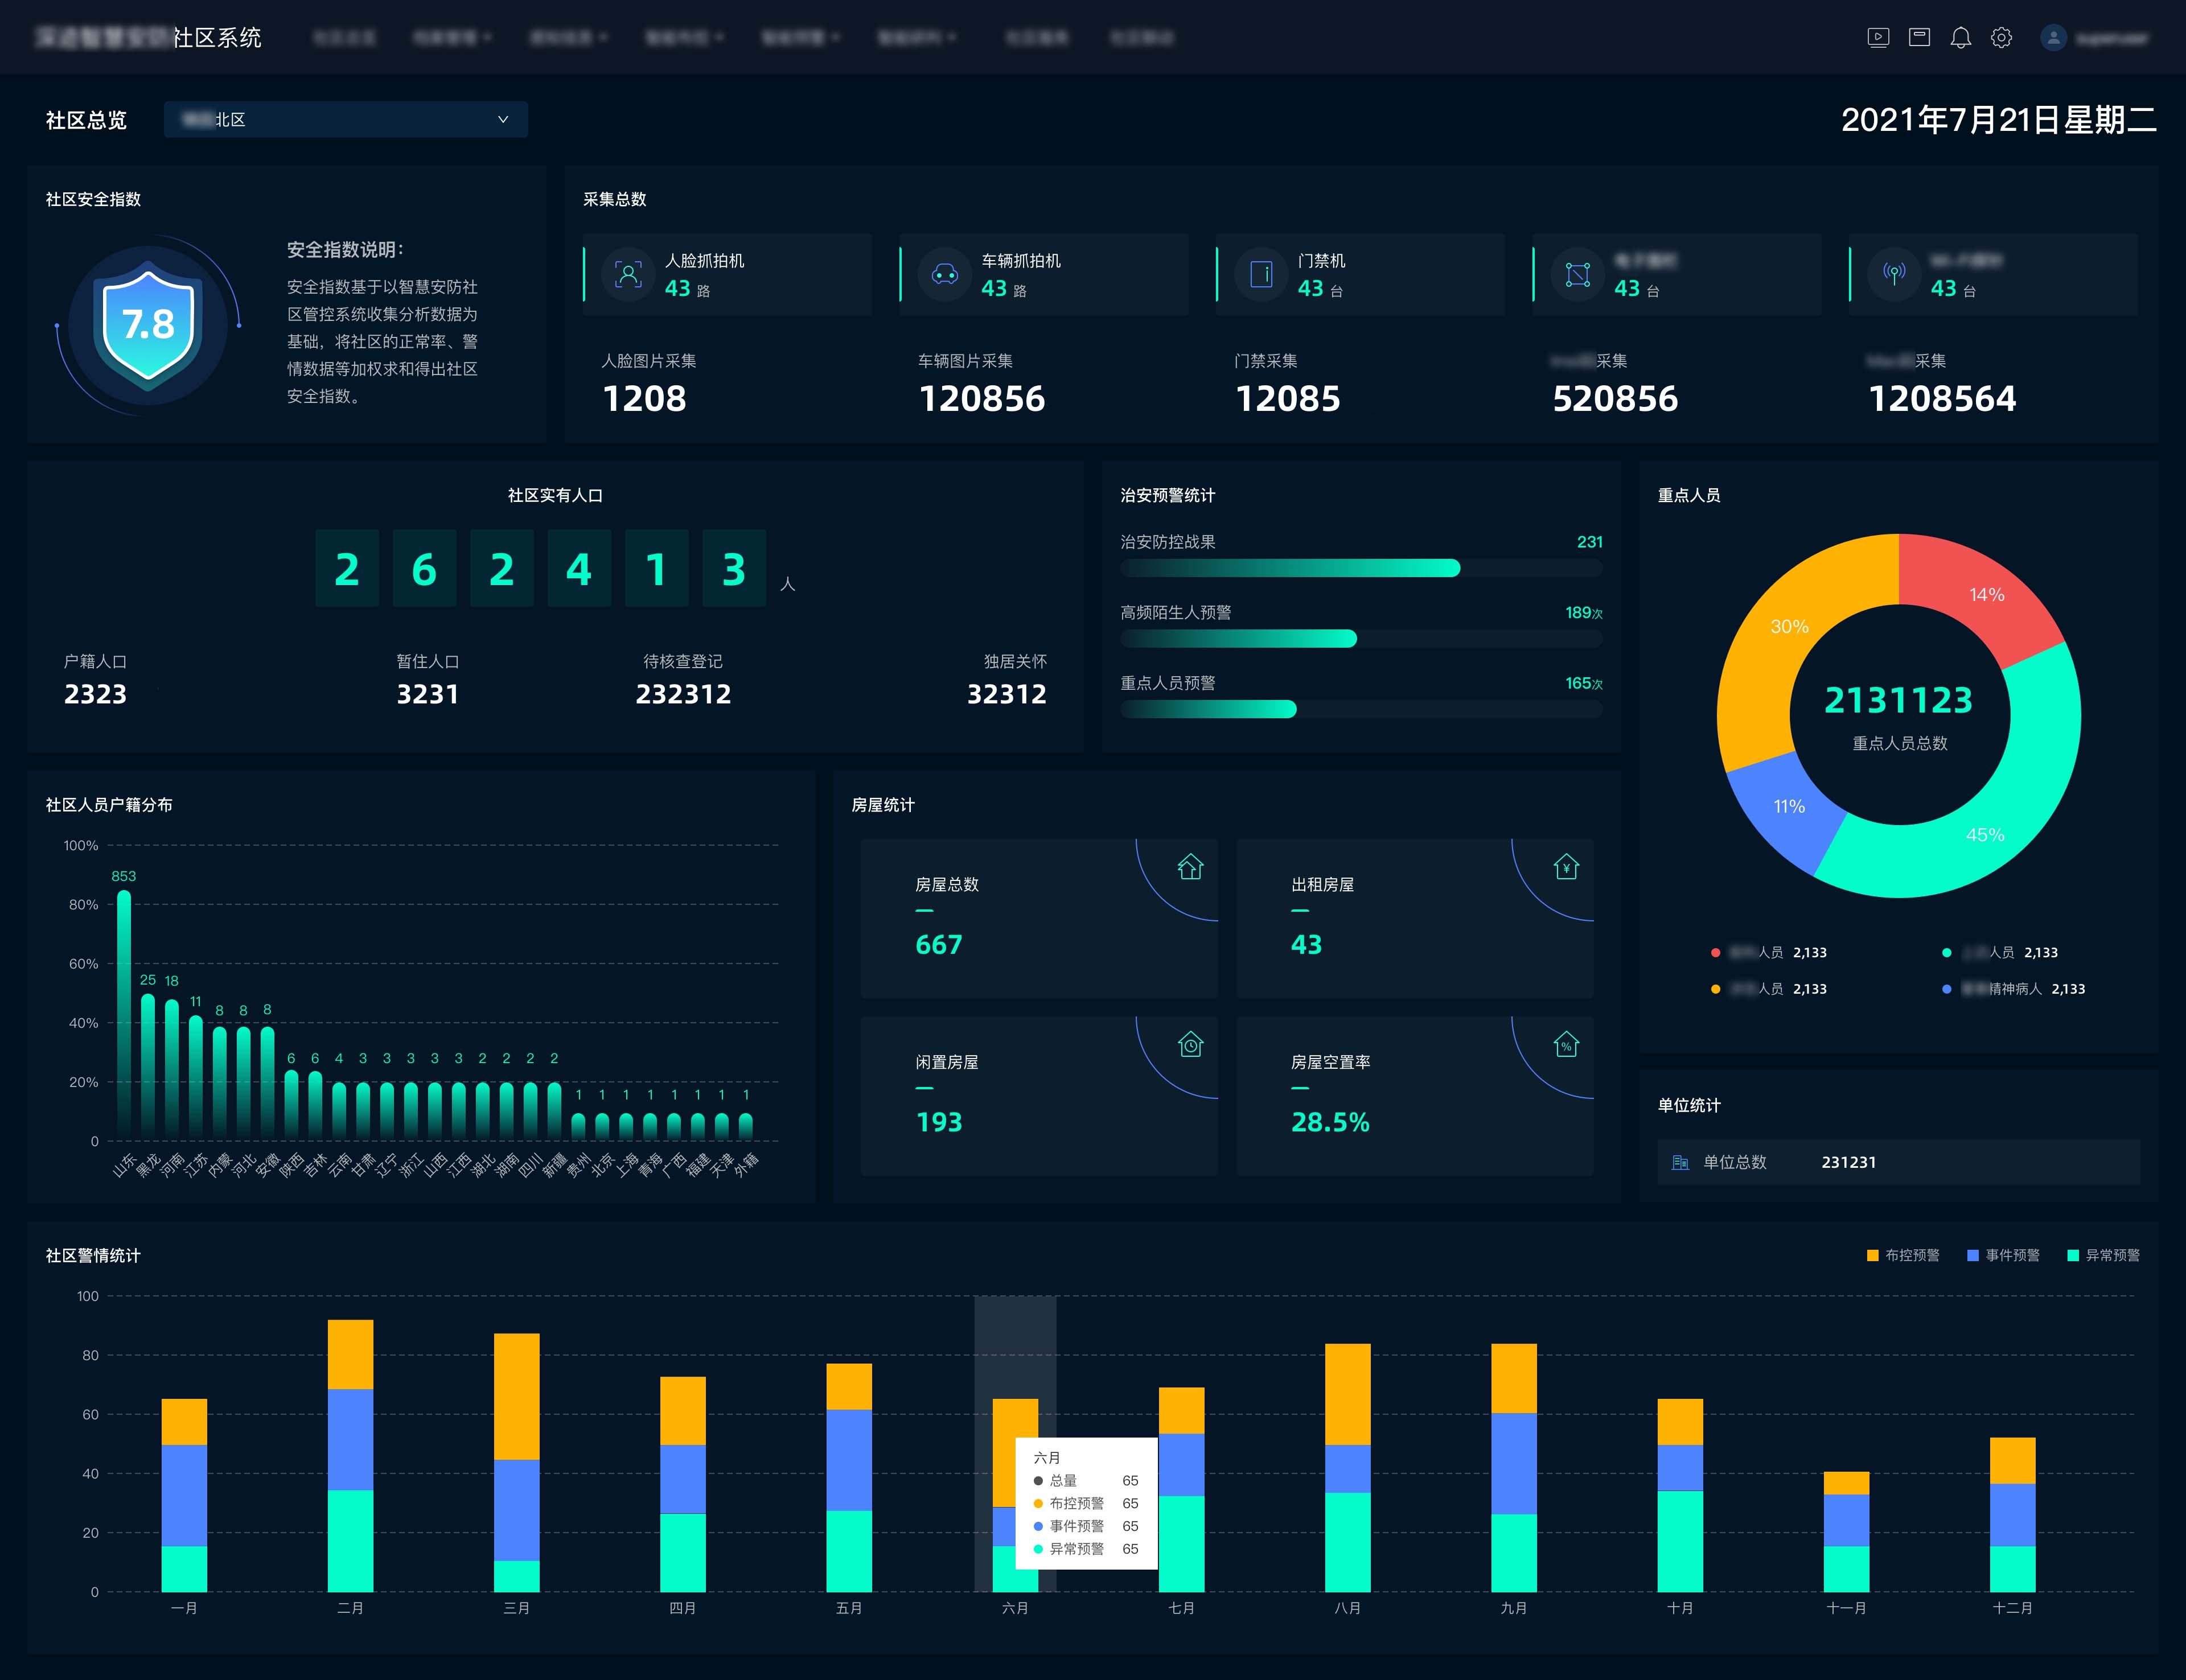 社区系统
社区总览
北区
2021年7月21日星期二
社区安全指数
7.8
安全指数说明：
安全指数基于以智慧安防社
区管控系统收集分析数据为
基础，将社区的正常率、警
情数据等加权求和得出社区
安全指数。
采集总数
人脸抓拍机
43 路
车辆抓拍机
43 路
门禁机
43 台
43 台
43 台
人脸图片采集
1208
车辆图片采集
120856
门禁采集
12085
采集
520856
采集
1208564
社区实有人口
2 6 2 4 1 3 人
户籍人口
2323
暂住人口
3231
待核查登记
232312
独居关怀
32312
治安预警统计
治安防控战果 231
高频陌生人预警 189次
重点人员预警 165次
重点人员
14%
30%
11%
45%
2131123
重点人员总数
人员 2,133
人员 2,133
人员 2,133
精神病人 2,133
社区人员户籍分布
100%
80%
60%
40%
20%
0
853 25 18 11 8 8 8 6 6 4 3 3 3 3 3 2 2 2 2 1 1 1 1 1 1 1 1
山东 黑龙 河南 江苏 内蒙 河北 安徽 陕西 吉林 云南 甘肃 辽宁 浙江 山西 江西 湖北 湖南 四川 新疆 贵州 北京 上海 青海 广西 福建 天津 外籍
房屋统计
房屋总数
667
出租房屋
¥
43
闲置房屋
193
房屋空置率
%
28.5%
单位统计
单位总数 231231
社区警情统计
布控预警 事件预警 异常预警
100
80
60
40
20
0
六月
总量 65
布控预警 65
事件预警 65
异常预警 65
一月 二月 三月 四月 五月 六月 七月 八月 九月 十月 十一月 十二月